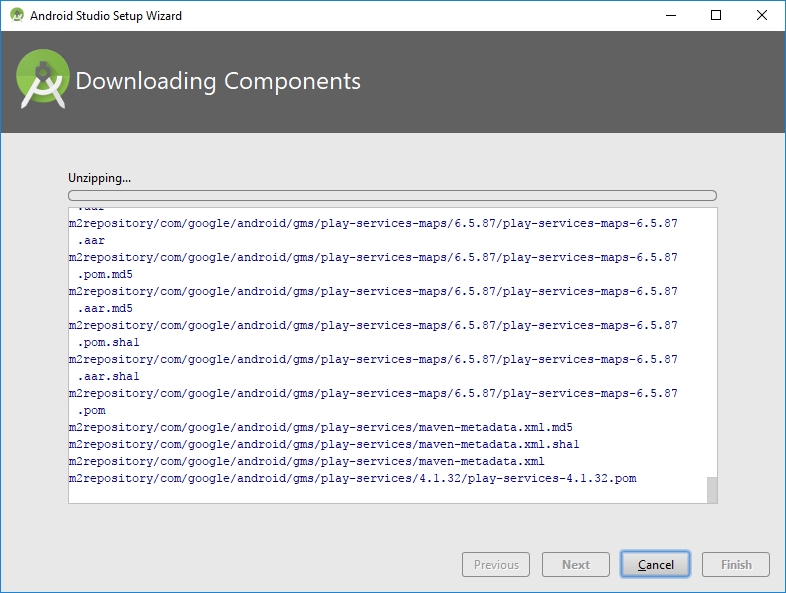 Android Studio Setup Wizard
Downloading Components
Unzipping...
.aar
m2repository/com/google/android/gms/play-services-maps/6.5.87/play-services-maps-6.5.87
.aar
m2repository/com/google/android/gms/play-services-maps/6.5.87/play-services-maps-6.5.87
.pom.md5
m2repository/com/google/android/gms/play-services-maps/6.5.87/play-services-maps-6.5.87
.aar.md5
m2repository/com/google/android/gms/play-services-maps/6.5.87/play-services-maps-6.5.87
.pom.sha1
m2repository/com/google/android/gms/play-services-maps/6.5.87/play-services-maps-6.5.87
.aar.sha1
m2repository/com/google/android/gms/play-services-maps/6.5.87/play-services-maps-6.5.87
.pom
m2repository/com/google/android/gms/play-services/maven-metadata.xml.md5
m2repository/com/google/android/gms/play-services/maven-metadata.xml.sha1
m2repository/com/google/android/gms/play-services/maven-metadata.xml
m2repository/com/google/android/gms/play-services/4.1.32/play-services-4.1.32.pom
Previous Next Cancel Finish